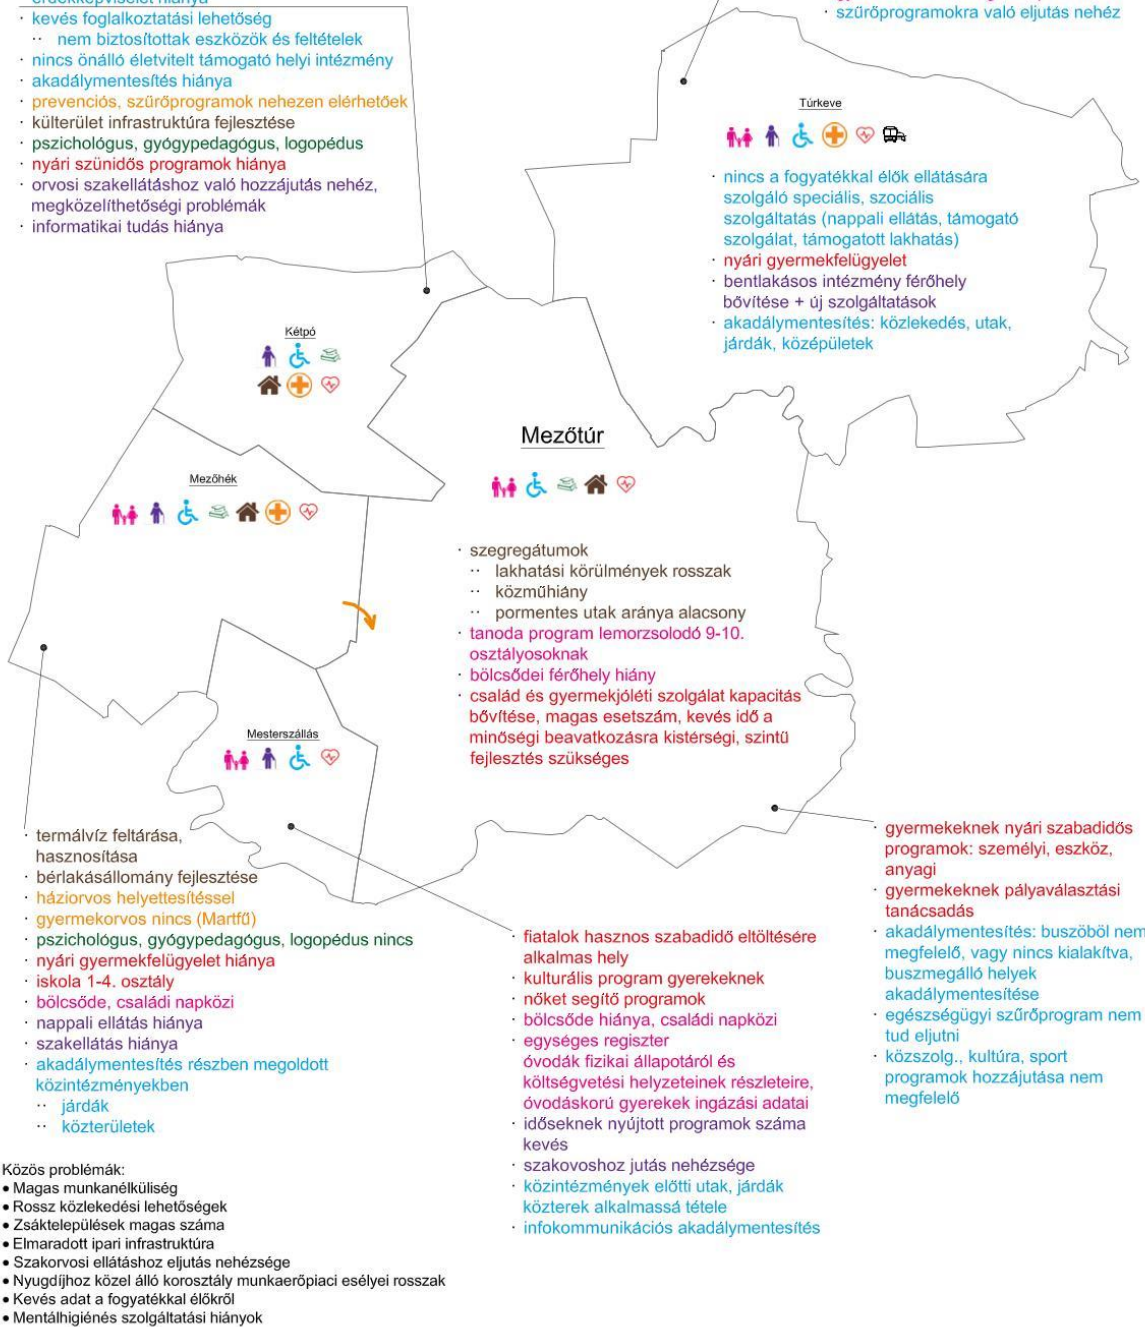 · kevés foglalkoztatási lehetőség
·· nem biztosítottak eszközök és feltételek
· nincs önálló életvitelt támogató helyi intézmény
· akadálymentesítés hiánya
· prevenciós, szűrőprogramok nehezen elérhetőek
· külterület infrastruktúra fejlesztése
· pszichológus, gyógypedagógus, logopédus
· nyári szünidős programok hiánya
· orvosi szakellátáshoz való hozzájutás nehéz,
megközelíthetőségi problémák
· informatikai tudás hiánya
· szűrőprogramokra való eljutás nehéz
Túrkeve
· nincs a fogyatékkal élők ellátására
szolgáló speciális, szociális
szolgáltatás (nappali ellátás, támogató
szolgálat, támogatott lakhatás)
· nyári gyermekfelügyelet
· bentlakásos intézmény férőhely
bővítése + új szolgáltatások
· akadálymentesítés: közlekedés, utak,
járdák, középületek
Kétpó
Mezőtúr
Mezőhék
· szegregátumok
·· lakhatási körülmények rosszak
·· közműhiány
·· pormentes utak aránya alacsony
· tanoda program lemorzsolodó 9-10.
osztályosoknak
· bölcsődei férőhely hiány
· család és gyermekjóléti szolgálat kapacitás
bővítése, magas esetszám, kevés idő a
minőségi beavatkozásra kistérségi, szintű
fejlesztés szükséges
Mesterszállás
· termálvíz feltárása,
hasznosítása
· bérlakásállomány fejlesztése
· háziorvos helyettesítéssel
· gyermekorvos nincs (Martfű)
· pszichológus, gyógypedagógus, logopédus nincs
· nyári gyermekfelügyelet hiánya
· iskola 1-4. osztály
· bölcsőde, családi napközi
· nappali ellátás hiánya
· szakellátás hiánya
· akadálymentesítés részben megoldott
közintézményekben
·· járdák
·· közterületek
· fiatalok hasznos szabadidő eltöltésére
alkalmas hely
· kulturális program gyerekeknek
· nőket segítő programok
· bölcsőde hiánya, családi napközi
· egységes regiszter
óvodák fizikai állapotáról és
költségvetési helyzeteinek részleteire,
óvodáskorú gyerekek ingázási adatai
· időseknek nyújtott programok száma
kevés
· szakovoshoz jutás nehézsége
· közintézmények előtti utak, járdák
közterek alkalmassá tétele
· infokommunikációs akadálymentesítés
· gyermekeknek nyári szabadidős
programok: személyi, eszköz,
anyagi
· gyermekeknek pályaválasztási
tanácsadás
· akadálymentesítés: buszöböl nem
megfelelő, vagy nincs kialakítva,
buszmegálló helyek
akadálymentesítése
· egészségügyi szűrőprogram nem
tud eljutni
· közszolg., kultúra, sport
programok hozzájutása nem
megfelelő
Közös problémák:
• Magas munkanélküliség
• Rossz közlekedési lehetőségek
• Zsáktelepülések magas száma
• Elmaradott ipari infrastruktúra
• Szakorvosi ellátáshoz eljutás nehézsége
• Nyugdíjhoz közel álló korosztály munkaerőpiaci esélyei rosszak
• Kevés adat a fogyatékkal élőkről
• Mentálhigiénés szolgáltatási hiányok